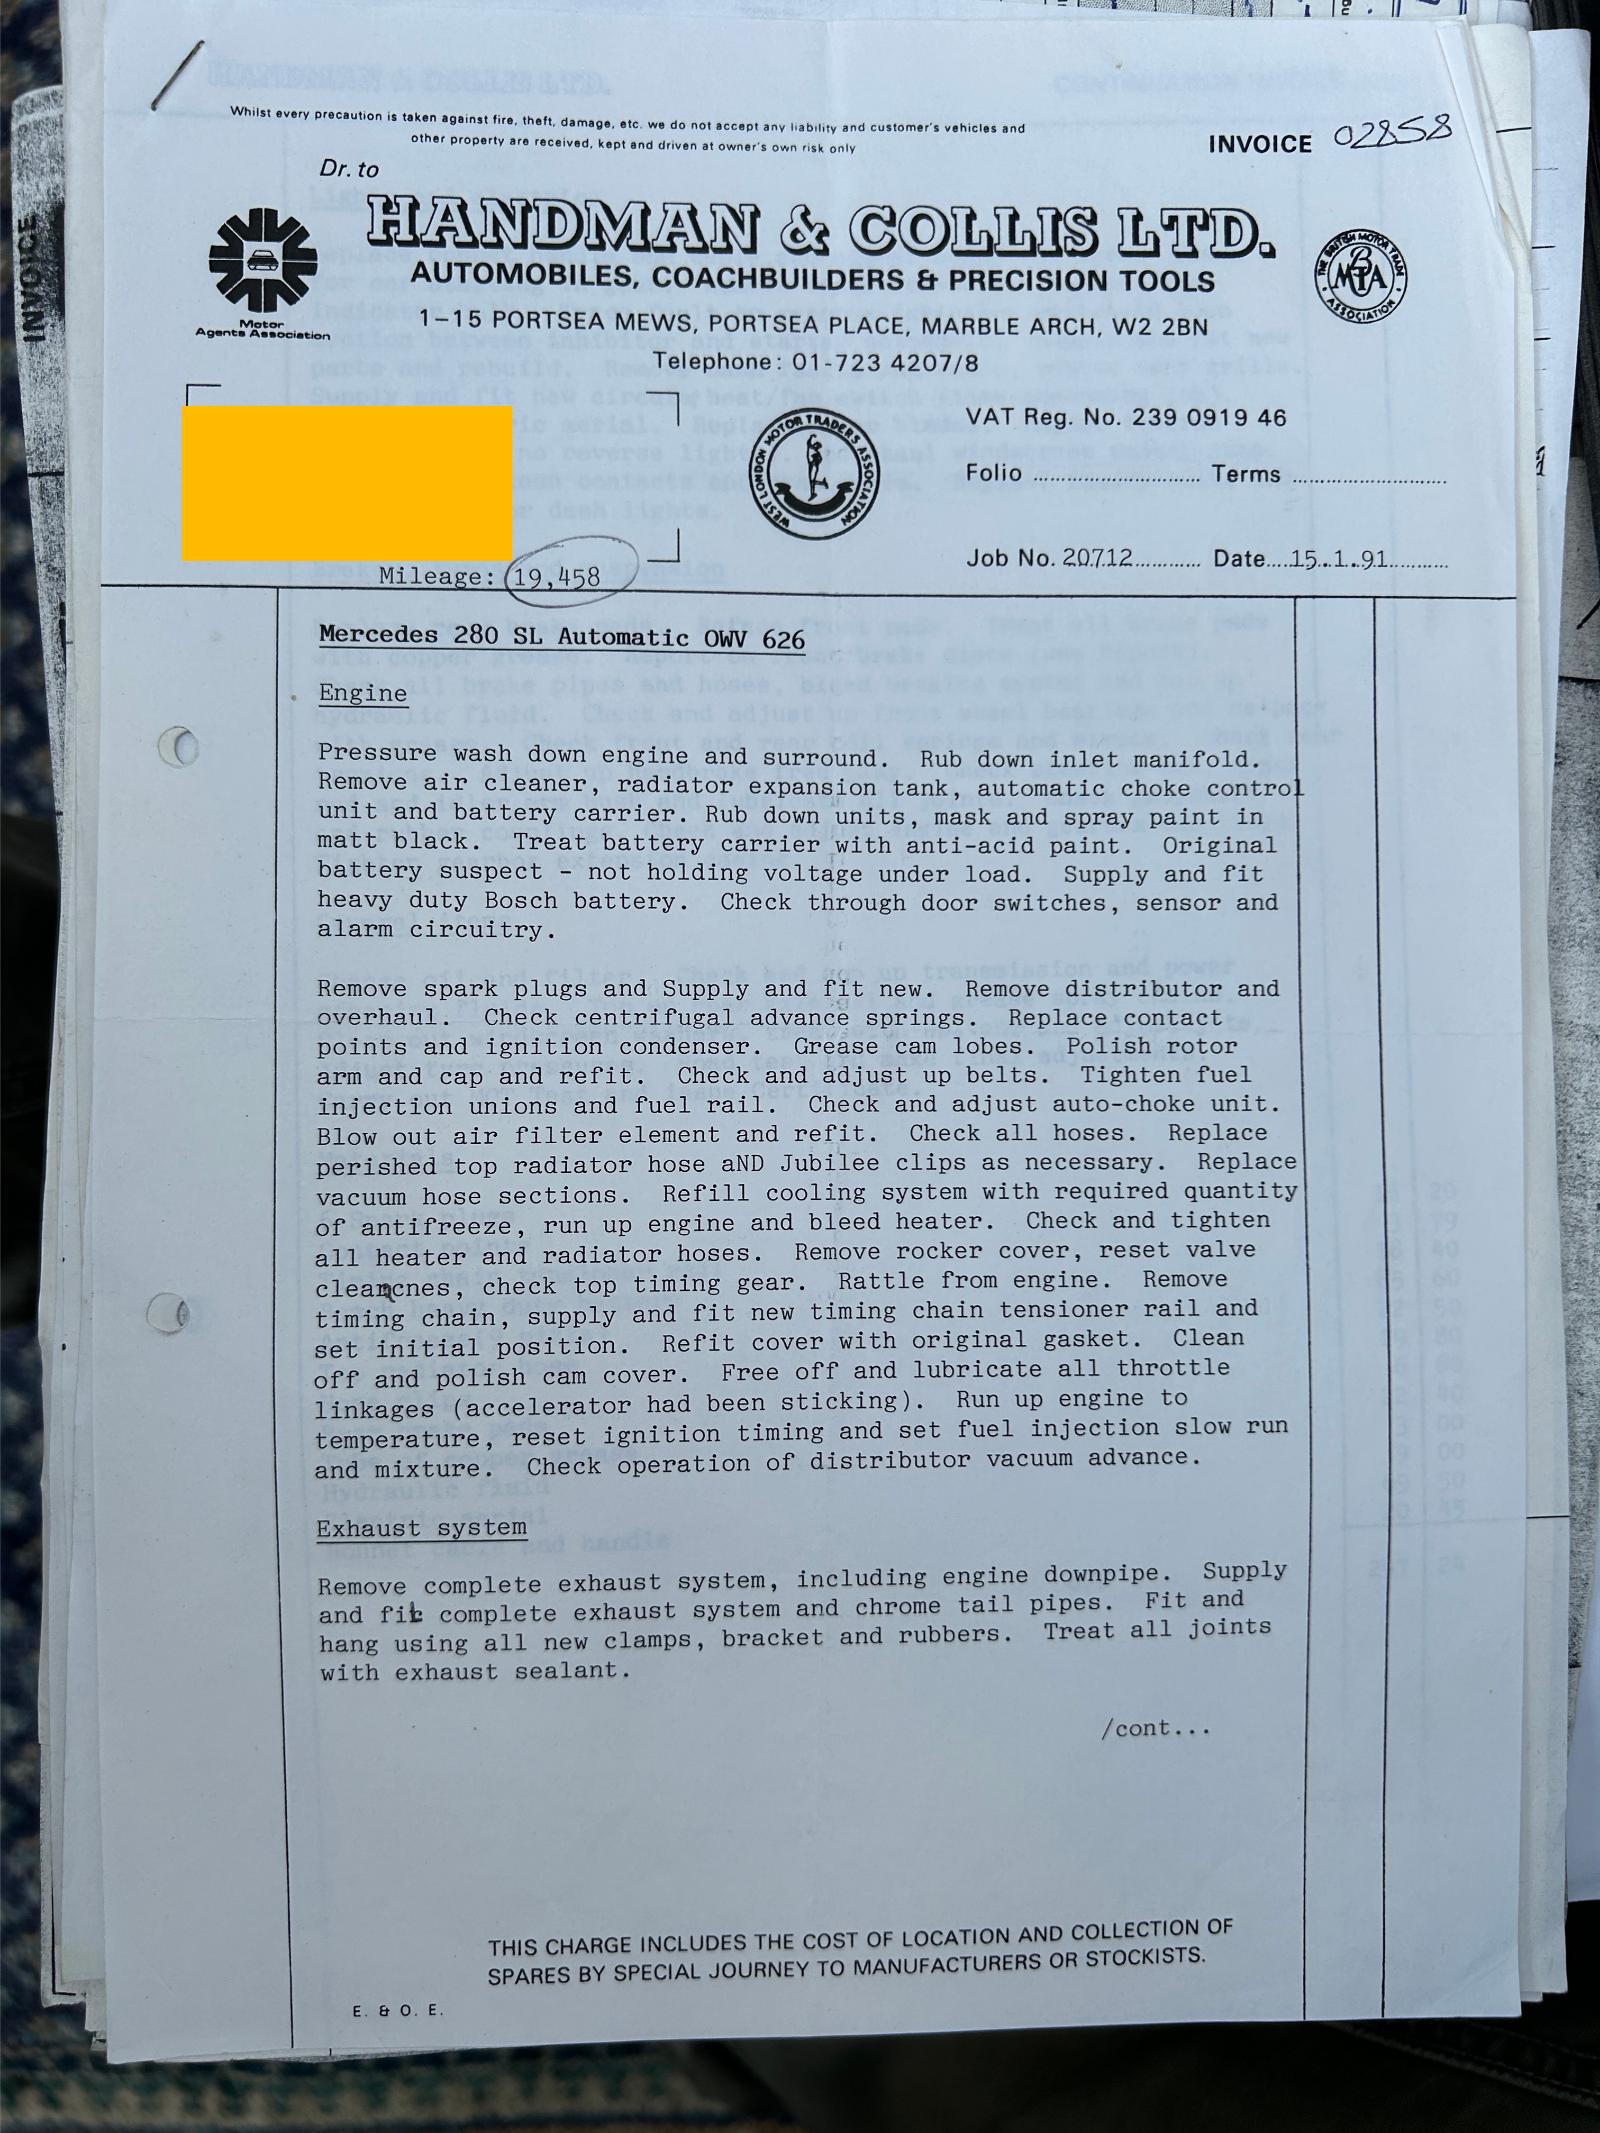 Whilst every precaution is taken against fire, theft, damage, etc. we do not accept any liability and customer's vehicles and
other property are received, kept and driven at owner's own risk only
INVOICE 02858
Dr. to
HANDMAN & COLLIS LTD.
AUTOMOBILES, COACHBUILDERS & PRECISION TOOLS
1–15 PORTSEA MEWS, PORTSEA PLACE, MARBLE ARCH, W2 2BN
Telephone: 01-723 4207/8
Motor
Agents Association
THE BRITISH MOTOR TRADE ASSOCIATION
BMTA
INVOICE
WEST LONDON MOTOR TRADERS ASSOCIATION
VAT Reg. No. 239 0919 46
Folio .............................. Terms ...........................
Job No. 20712............ Date....15..1..91..........
Mileage: 19,458
Mercedes 280 SL Automatic OWV 626
Engine
Pressure wash down engine and surround. Rub down inlet manifold.
Remove air cleaner, radiator expansion tank, automatic choke control
unit and battery carrier. Rub down units, mask and spray paint in
matt black. Treat battery carrier with anti-acid paint. Original
battery suspect - not holding voltage under load. Supply and fit
heavy duty Bosch battery. Check through door switches, sensor and
alarm circuitry.
Remove spark plugs and Supply and fit new. Remove distributor and
overhaul. Check centrifugal advance springs. Replace contact
points and ignition condenser. Grease cam lobes. Polish rotor
arm and cap and refit. Check and adjust up belts. Tighten fuel
injection unions and fuel rail. Check and adjust auto-choke unit.
Blow out air filter element and refit. Check all hoses. Replace
perished top radiator hose aND Jubilee clips as necessary. Replace
vacuum hose sections. Refill cooling system with required quantity
of antifreeze, run up engine and bleed heater. Check and tighten
all heater and radiator hoses. Remove rocker cover, reset valve
clearncnes, check top timing gear. Rattle from engine. Remove
timing chain, supply and fit new timing chain tensioner rail and
set initial position. Refit cover with original gasket. Clean
off and polish cam cover. Free off and lubricate all throttle
linkages (accelerator had been sticking). Run up engine to
temperature, reset ignition timing and set fuel injection slow run
and mixture. Check operation of distributor vacuum advance.
Exhaust system
Remove complete exhaust system, including engine downpipe. Supply
and fit complete exhaust system and chrome tail pipes. Fit and
hang using all new clamps, bracket and rubbers. Treat all joints
with exhaust sealant.
/cont...
THIS CHARGE INCLUDES THE COST OF LOCATION AND COLLECTION OF
SPARES BY SPECIAL JOURNEY TO MANUFACTURERS OR STOCKISTS.
E. & O. E.